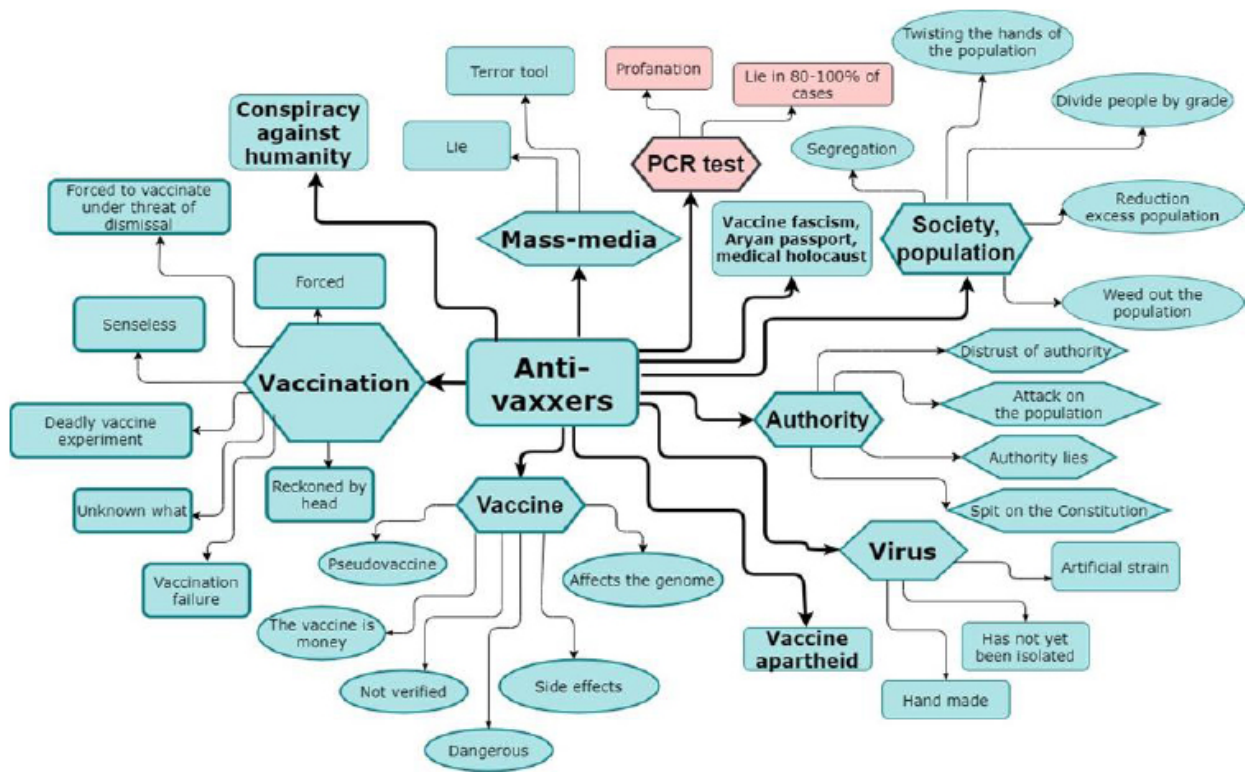 Twisting the hands of
the population
Terror tool
Profanation
Lie in 80-100% of
cases
Conspiracy
against
humanity
Divide people by grade
Lie
PCR test
Segregation
Forced to vaccinate
under threat of
dismissal
Mass-media
Vaccine fascism,
Aryan passport,
medical holocaust
Society,
population
Reduction
excess population
Forced
Weed out the
population
Senseless
Vaccination
Anti-
vaxxers
Distrust of authority
Attack on
the population
Deadly vaccine
experiment
Authority
Authority lies
Unknown what
Reckoned by
head
Vaccine
Spit on the Constitution
Virus
Pseudovaccine
Affects the genome
Artificial strain
Vaccination
failure
The vaccine is
money
Vaccine
apartheid
Has not yet
been isolated
Not verified
Side effects
Hand made
Dangerous